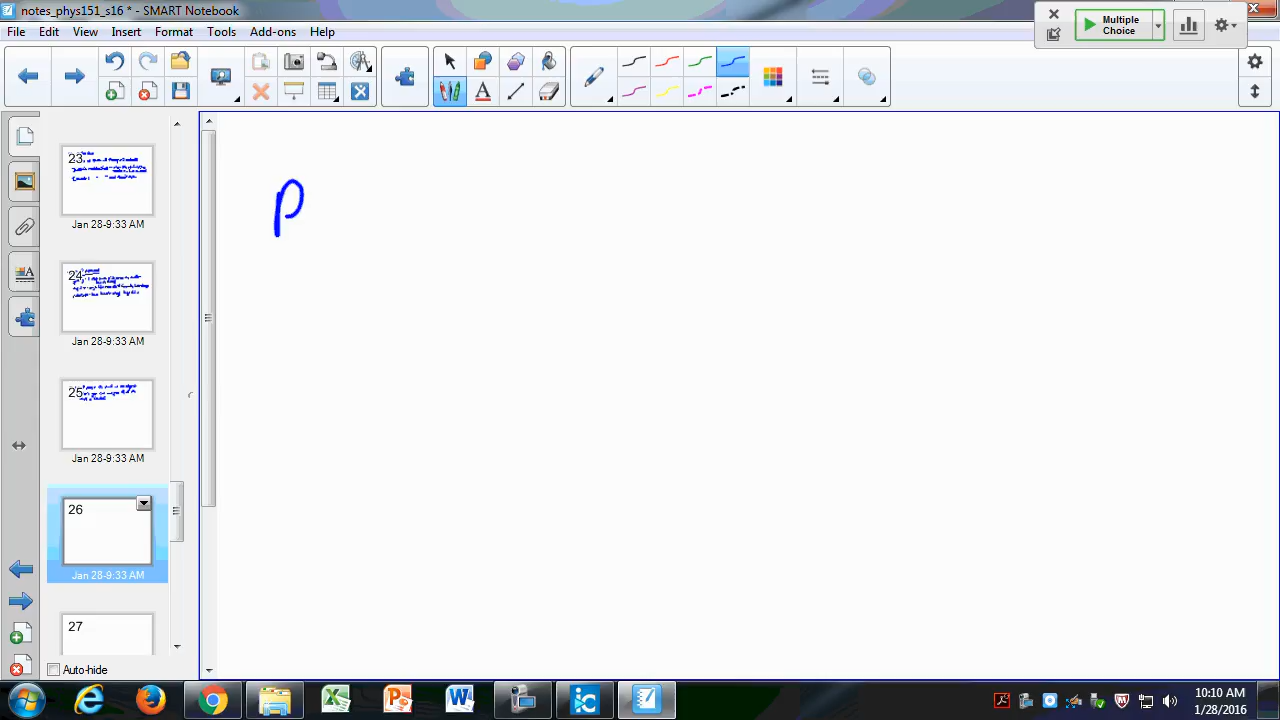 notes_phys151_s16 * - SMART Notebook
Multiple Choice
File Edit View Insert Format Tools Add-ons Help
P
23
Jan 28-9:33 AM
24
Jan 28-9:33 AM
25
Jan 28-9:33 AM
26
Jan 28-9:33 AM
27
Auto-hide
10:10 AM
1/28/2016